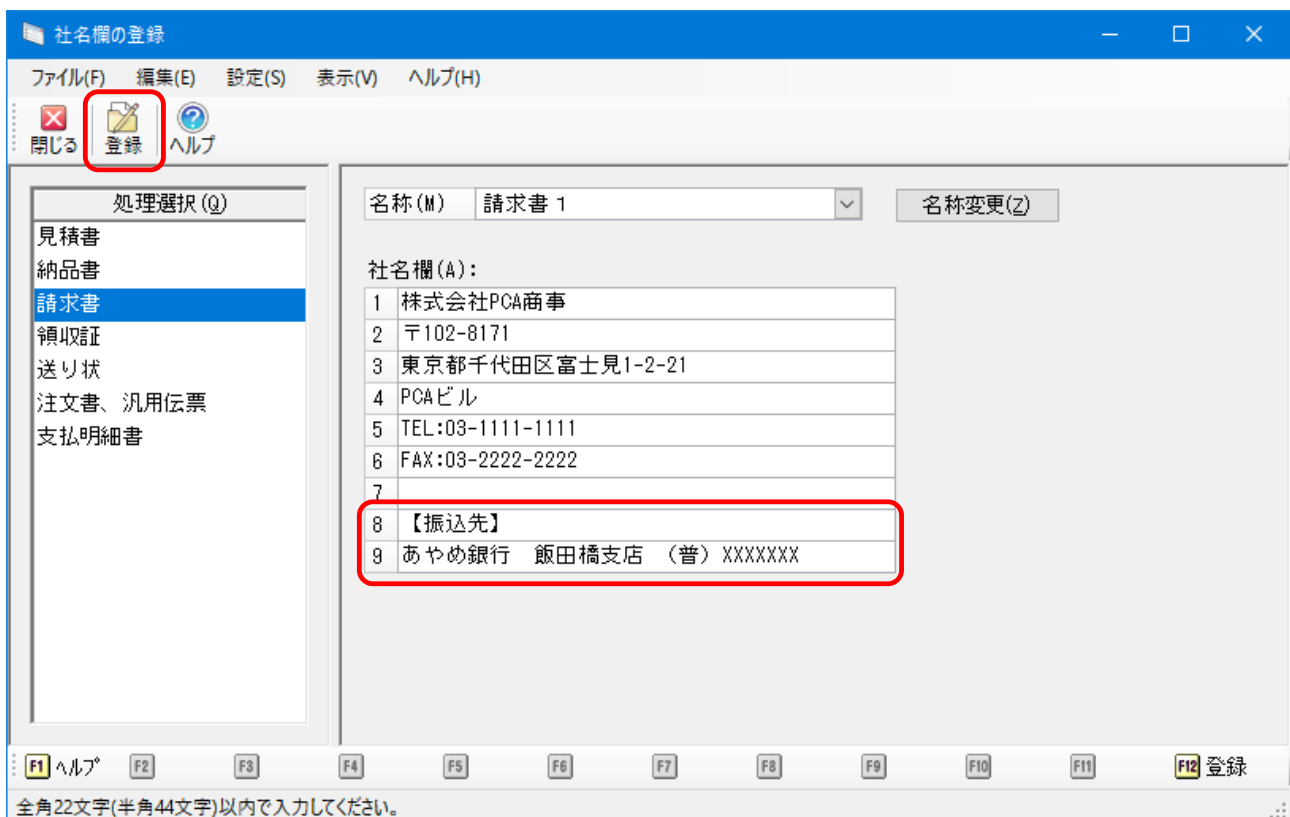 社名欄の登録
ファイル(F) 編集(E) 設定(S) 表示(V) ヘルプ(H)
閉じる 登録 ヘルプ
処理選択(Q)
見積書
納品書
請求書
領収証
送り状
注文書、汎用伝票
支払明細書
名称(M) 請求書1 名称変更(Z)
社名欄(A):
1 株式会社PCA商事
2 〒102-8171
3 東京都千代田区富士見1-2-21
4 PCAビル
5 TEL:03-1111-1111
6 FAX:03-2222-2222
7
8 【振込先】
9 あやめ銀行 飯田橋支店 (普)XXXXXXX
F1 ヘルプ F2 F3 F4 F5 F6 F7 F8 F9 F10 F11 F12 登録
全角22文字(半角44文字)以内で入力してください。